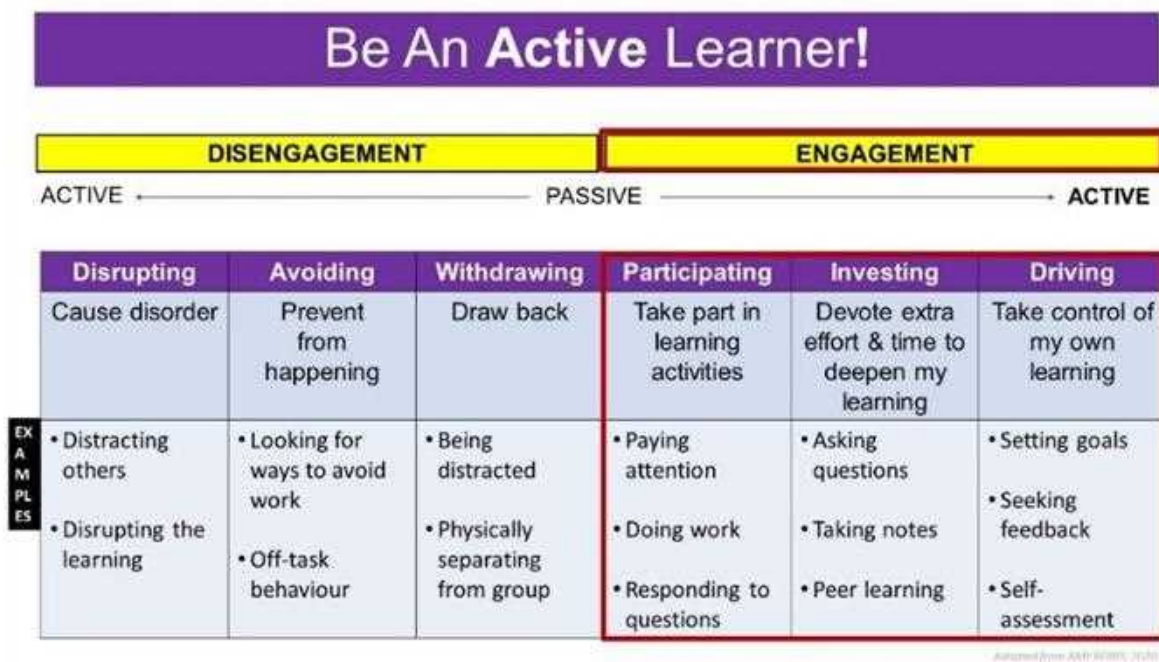 Be An Active Learner!
DISENGAGEMENT
ENGAGEMENT
ACTIVE
PASSIVE
ACTIVE
Disrupting
Avoiding
Withdrawing
Participating
Investing
Driving
Cause disorder
Prevent
from
happening
Draw back
Take part in
learning
activities
Devote extra
effort & time to
deepen my
learning
Take control of
my own
learning
EX
A
M
PL
ES
• Distracting
others
• Disrupting the
learning
• Looking for
ways to avoid
work
• Off-task
behaviour
• Being
distracted
• Physically
separating
from group
• Paying
attention
• Doing work
• Responding to
questions
• Asking
questions
• Taking notes
• Peer learning
• Setting goals
• Seeking
feedback
• Self-
assessment
Adapted from